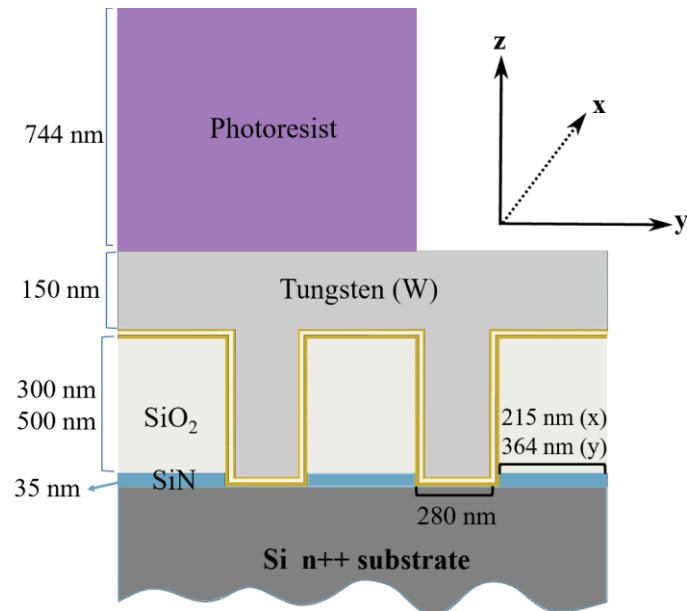 z
x
y
744 nm
Photoresist
150 nm
Tungsten (W)
300 nm
500 nm
SiO₂
215 nm (x)
364 nm (y)
35 nm
SiN
280 nm
Si n++ substrate